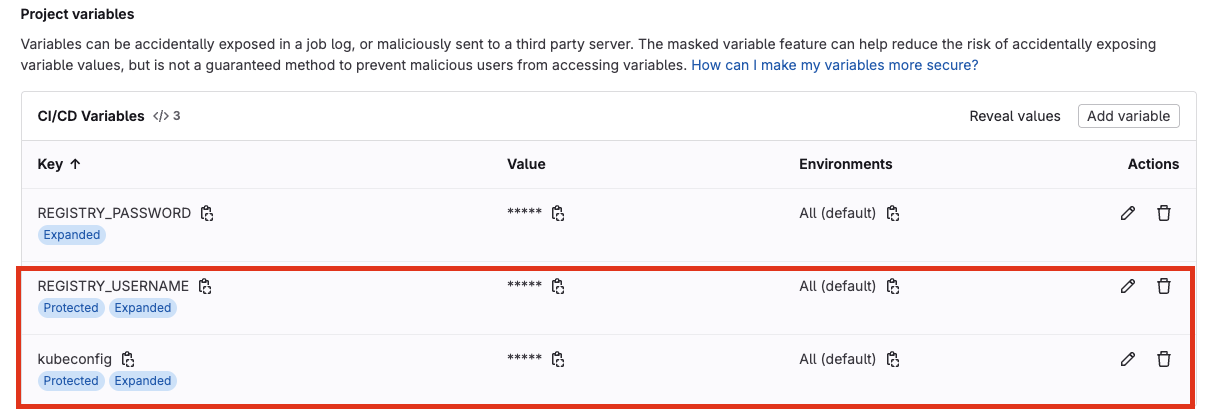 Project variables
Variables can be accidentally exposed in a job log, or maliciously sent to a third party server. The masked variable feature can help reduce the risk of accidentally exposing
variable values, but is not a guaranteed method to prevent malicious users from accessing variables. How can I make my variables more secure?
CI/CD Variables </> 3 Reveal values Add variable
Key ↑ Value Environments Actions
REGISTRY_PASSWORD ***** All (default)
Expanded
REGISTRY_USERNAME ***** All (default)
Protected Expanded
kubeconfig ***** All (default)
Protected Expanded